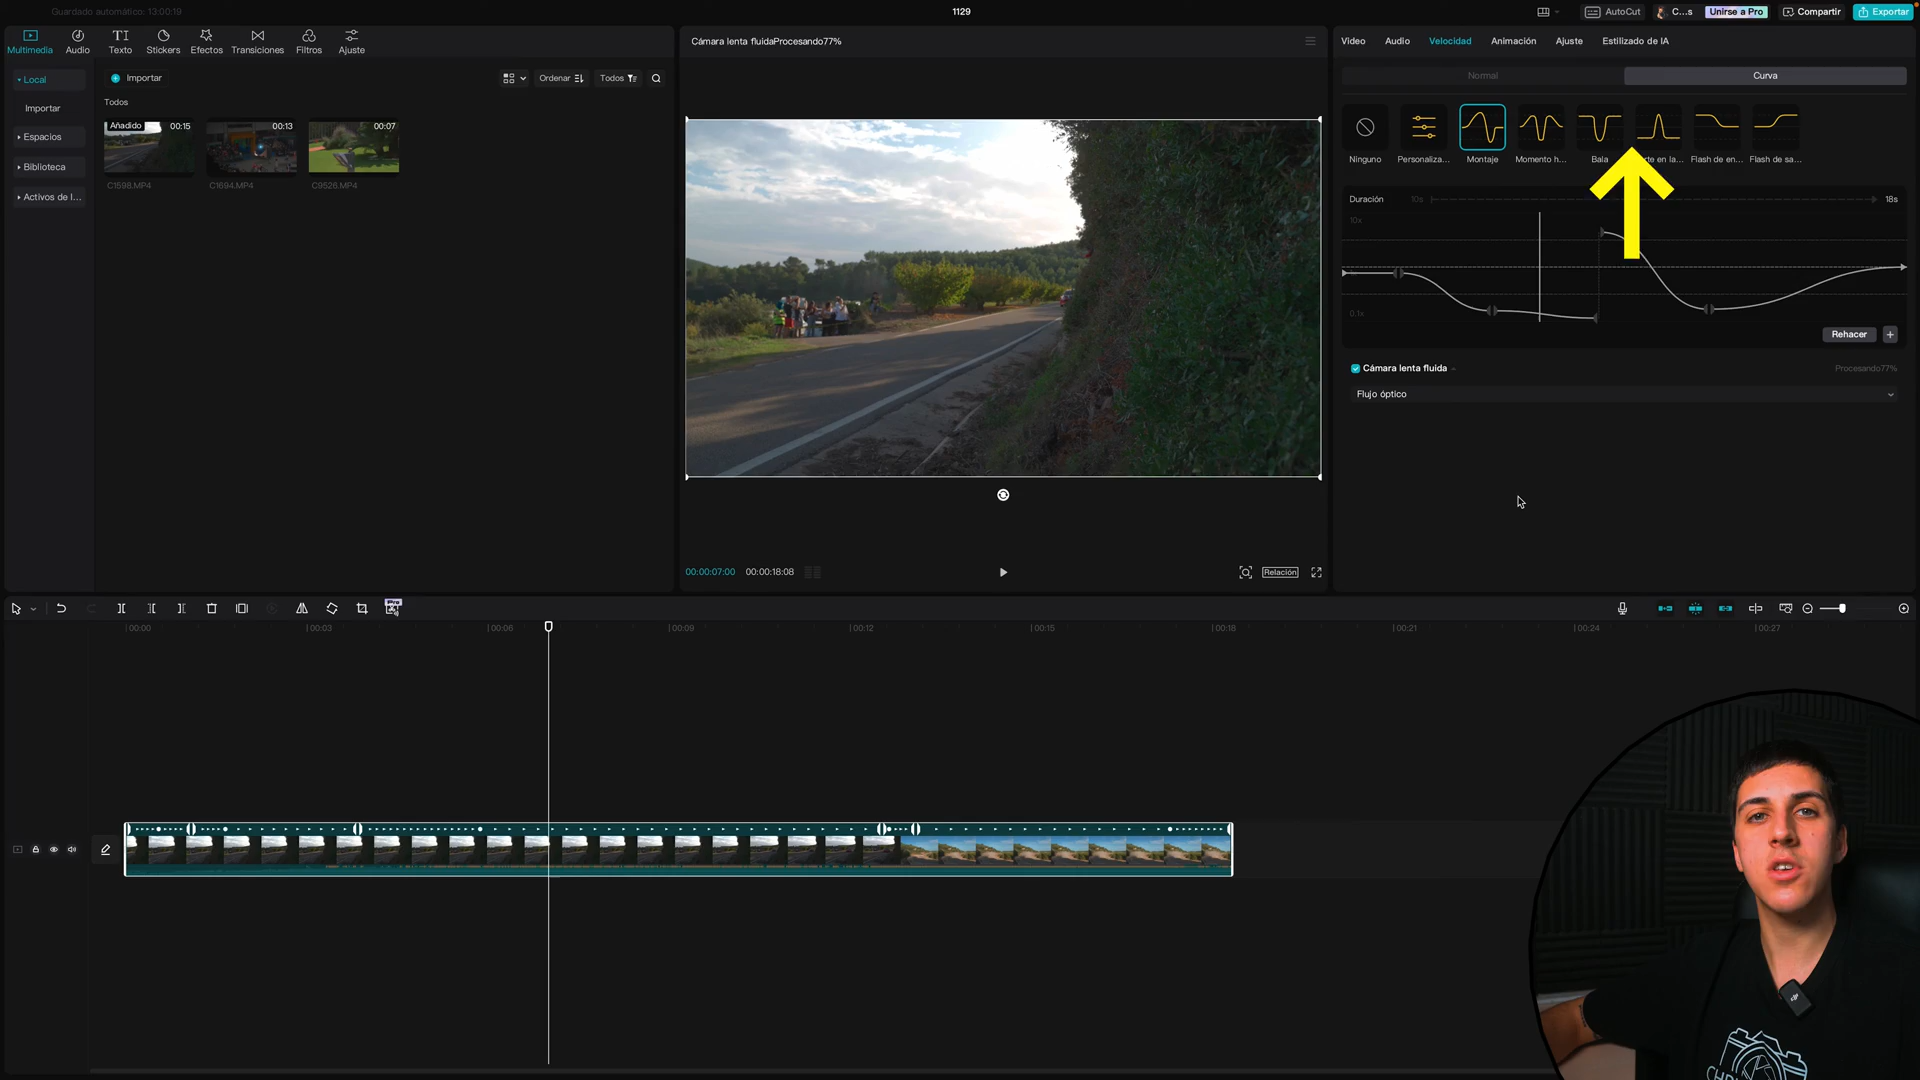 Guardado automático: 13:00:19
1129
AutoCut
C...s
Unirse a Pro
Compartir
Exportar
Multimedia
Audio
Texto
Stickers
Efectos
Transiciones
Filtros
Ajuste
Local
Importar
Espacios
Biblioteca
Activos de l...
Importar
Ordenar
Todos
Todos
Añadido
00:15
00:13
00:07
C1598.MP4
C1694.MP4
C9526.MP4
Cámara lenta fluidaProcesando77%
00:00:07:00
00:00:18:08
Relación
Video
Audio
Velocidad
Animación
Ajuste
Estilizado de IA
Normal
Curva
Ninguno
Personaliza...
Montaje
Momento h...
Bala
Flash de en...
Flash de sa...
Duración
10s
18s
10x
0,1x
Rehacer
Cámara lenta fluida
Procesando77%
Flujo óptico
Pro
00:00
00:03
00:06
00:09
00:12
00:15
00:18
00:21
00:24
00:27